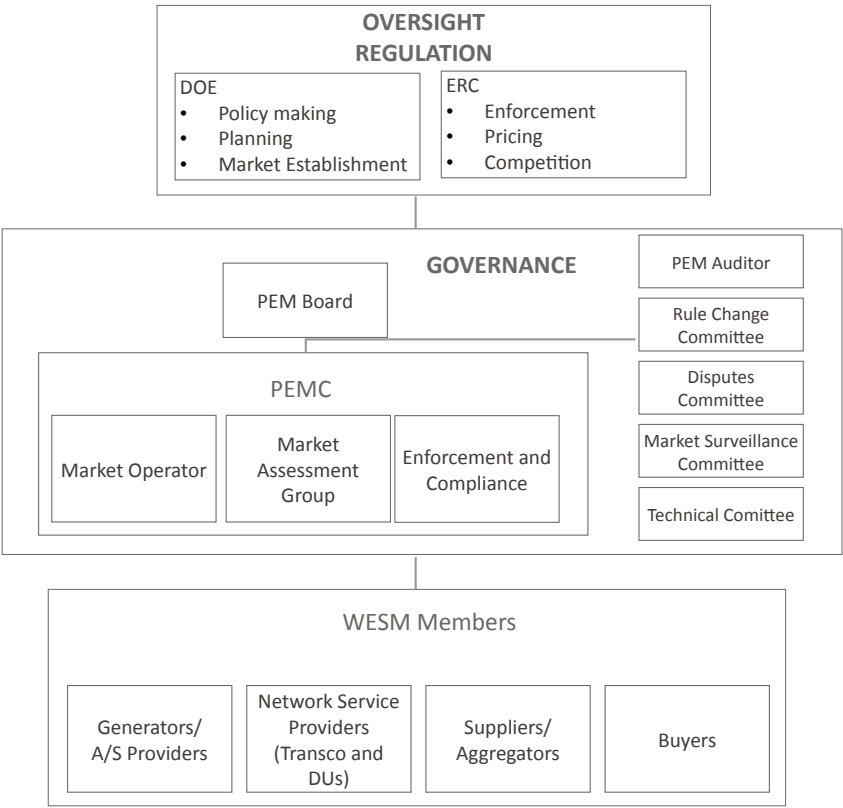 OVERSIGHT
REGULATION
DOE
• Policy making
• Planning
• Market Establishment
ERC
• Enforcement
• Pricing
• Competition
GOVERNANCE
PEM Board
PEMC
Market Operator
Market
Assessment
Group
Enforcement and
Compliance
PEM Auditor
Rule Change
Committee
Disputes
Committee
Market Surveillance
Committee
Technical Comittee
WESM Members
Generators/
A/S Providers
Network Service
Providers
(Transco and
DUs)
Suppliers/
Aggregators
Buyers